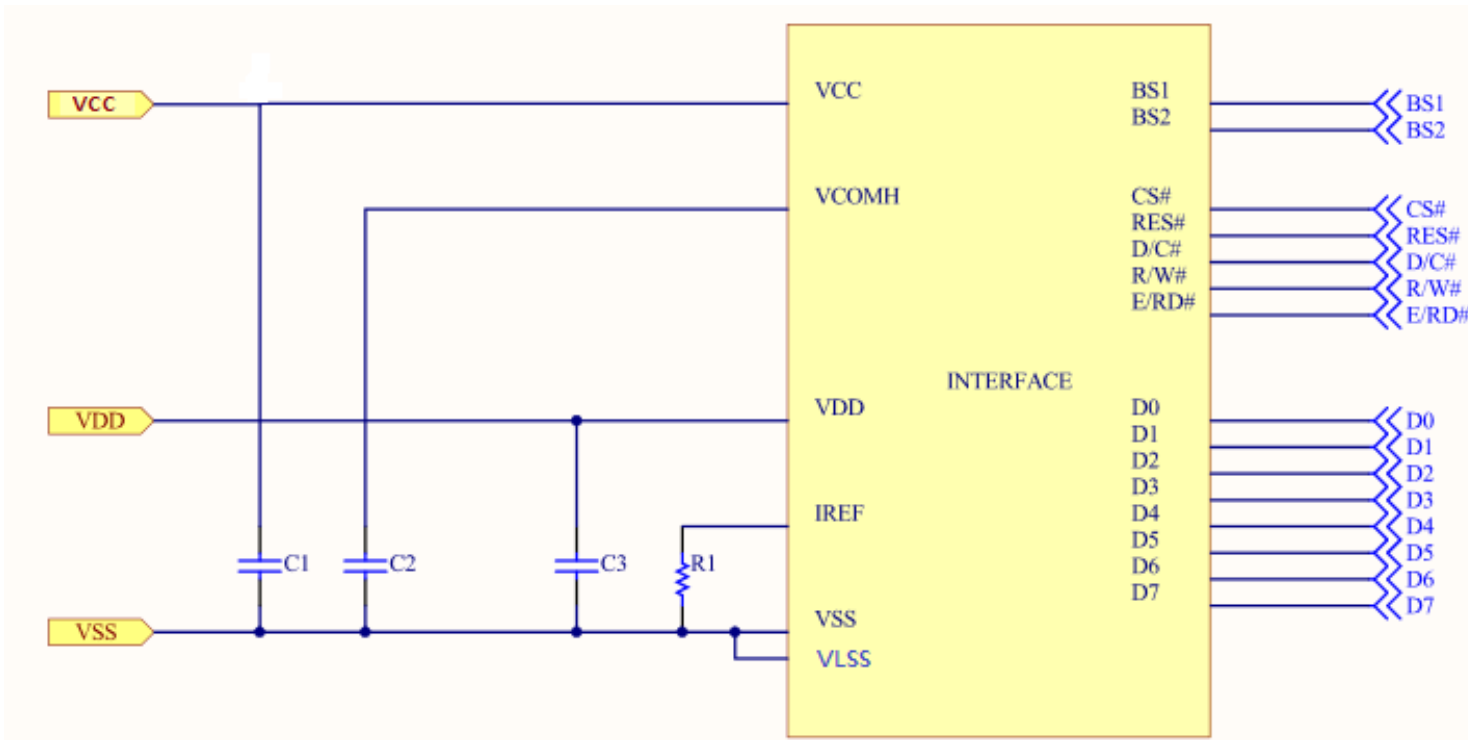 VCC
VDD
VSS
C1
C2
C3
R1
VCC
VCOMH
VDD
IREF
VSS
VLSS
INTERFACE
BS1
BS2
CS#
RES#
D/C#
R/W#
E/RD#
D0
D1
D2
D3
D4
D5
D6
D7
BS1
BS2
CS#
RES#
D/C#
R/W#
E/RD#
D0
D1
D2
D3
D4
D5
D6
D7